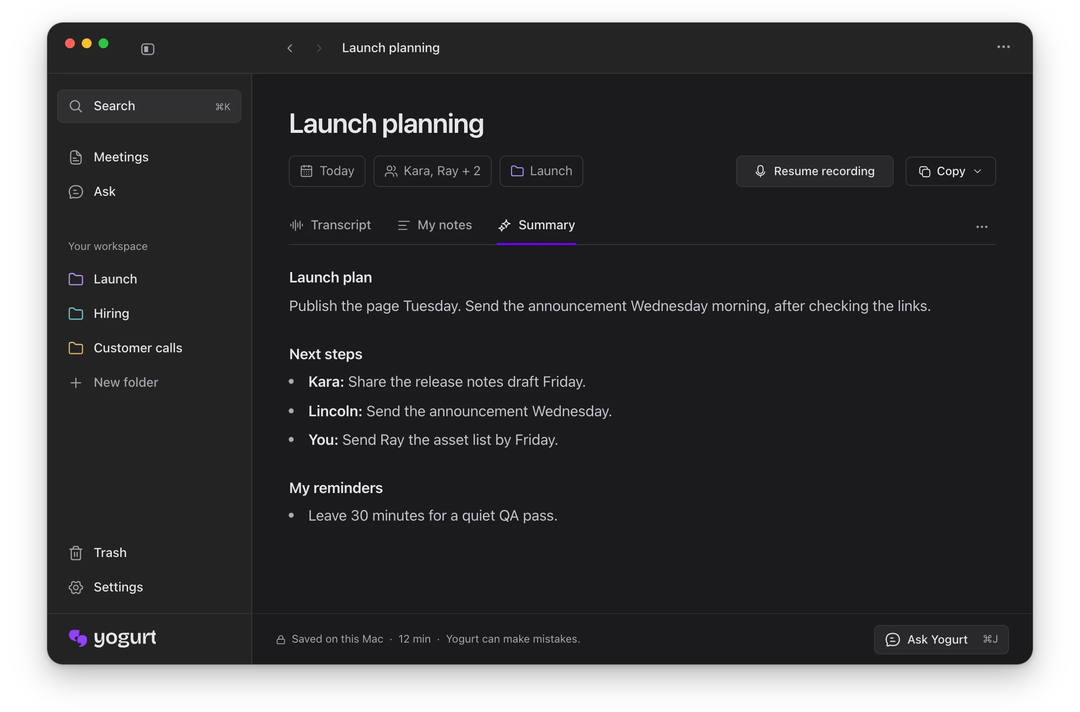 Launch planning
Search ⌘K
Meetings
Ask
Your workspace
Launch
Hiring
Customer calls
New folder
Trash
Settings
yogurt
Launch planning
Today
Kara, Ray + 2
Launch
Resume recording
Copy
Transcript
My notes
Summary
Launch plan
Publish the page Tuesday. Send the announcement Wednesday morning, after checking the links.
Next steps
• Kara: Share the release notes draft Friday.
• Lincoln: Send the announcement Wednesday.
• You: Send Ray the asset list by Friday.
My reminders
• Leave 30 minutes for a quiet QA pass.
Saved on this Mac · 12 min · Yogurt can make mistakes.
Ask Yogurt ⌘J